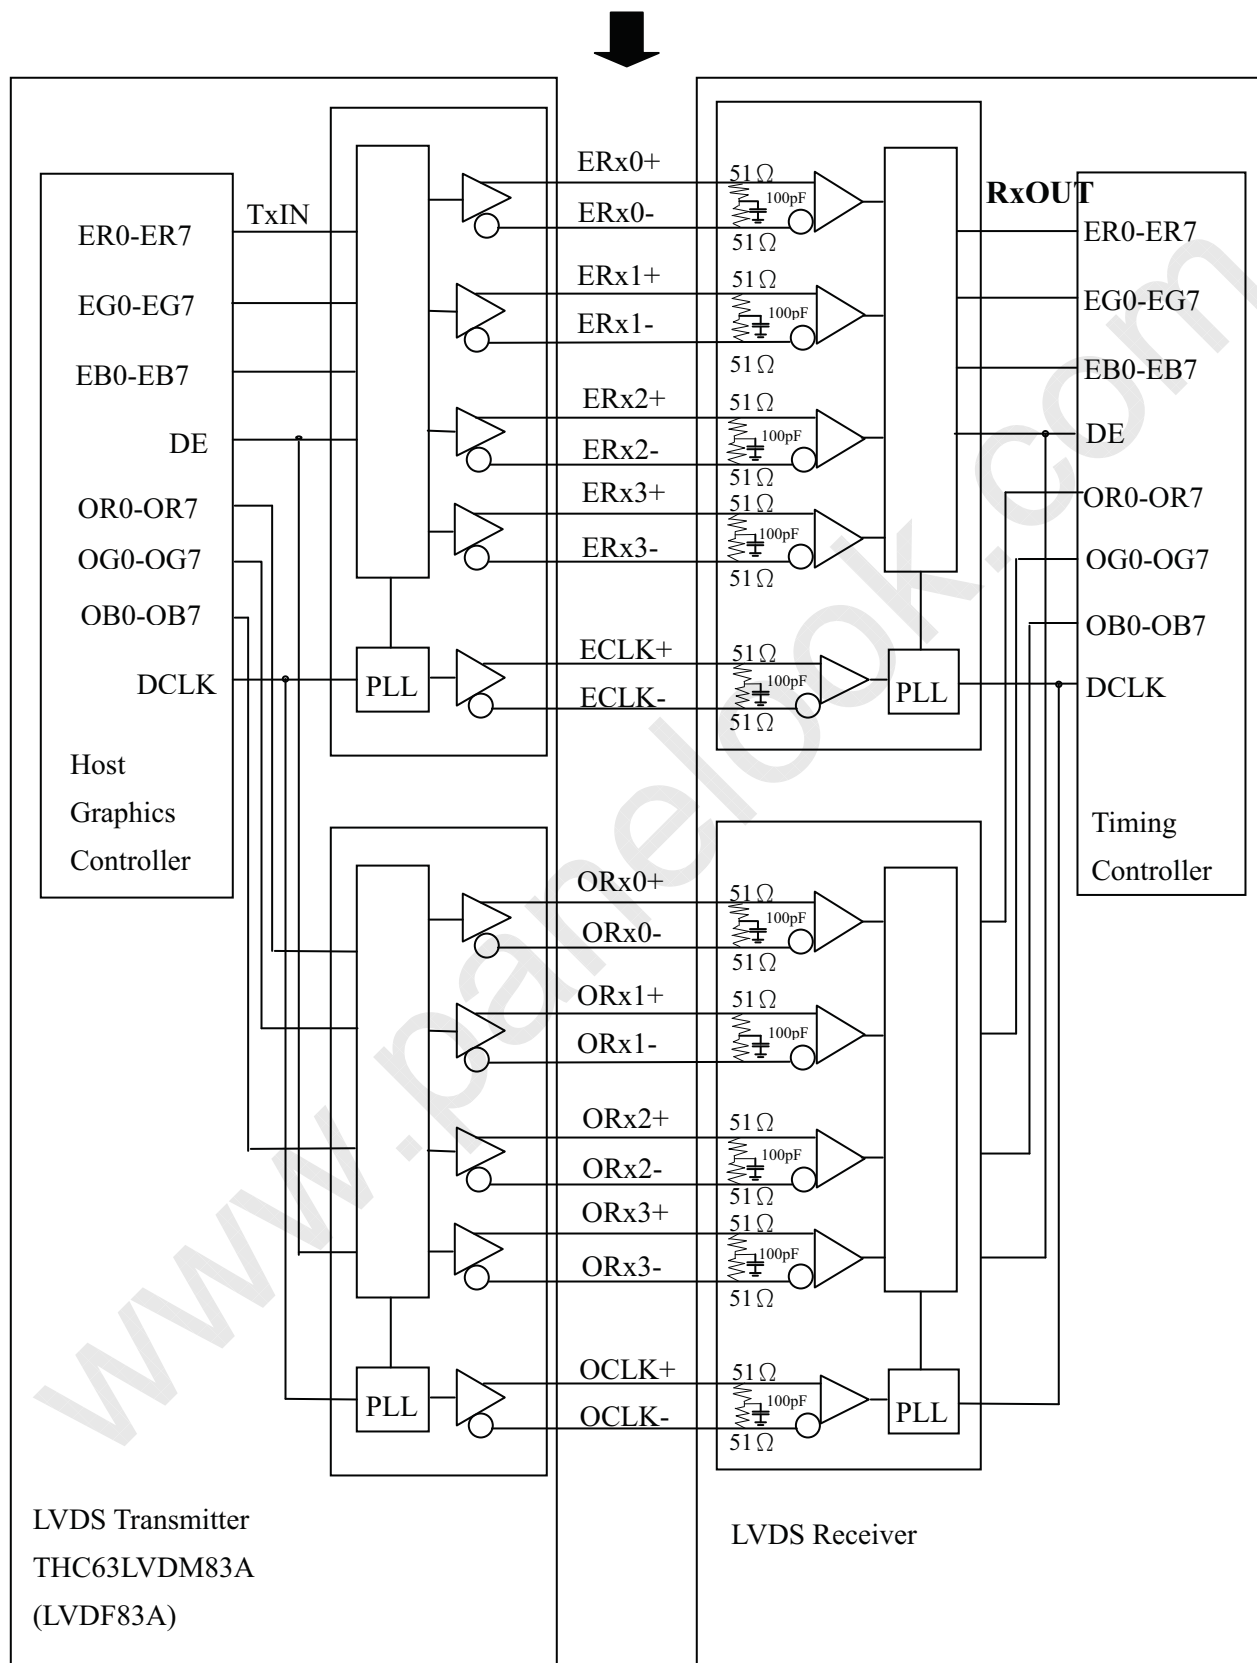 TxIN
ER0-ER7
EG0-EG7
EB0-EB7
DE
OR0-OR7
OG0-OG7
OB0-OB7
DCLK
Host
Graphics
Controller
PLL
ERx0+
ERx0-
ERx1+
ERx1-
ERx2+
ERx2-
ERx3+
ERx3-
ECLK+
ECLK-
51Ω
100pF
51Ω
51Ω
100pF
51Ω
51Ω
100pF
51Ω
51Ω
100pF
51Ω
51Ω
100pF
51Ω
PLL
RxOUT
ER0-ER7
EG0-EG7
EB0-EB7
DE
OR0-OR7
OG0-OG7
OB0-OB7
DCLK
Timing
Controller
PLL
ORx0+
ORx0-
ORx1+
ORx1-
ORx2+
ORx2-
ORx3+
ORx3-
OCLK+
OCLK-
51Ω
100pF
51Ω
51Ω
100pF
51Ω
51Ω
100pF
51Ω
51Ω
100pF
51Ω
51Ω
100pF
51Ω
PLL
LVDS Transmitter
THC63LVDM83A
(LVDF83A)
LVDS Receiver
www.panelook.com